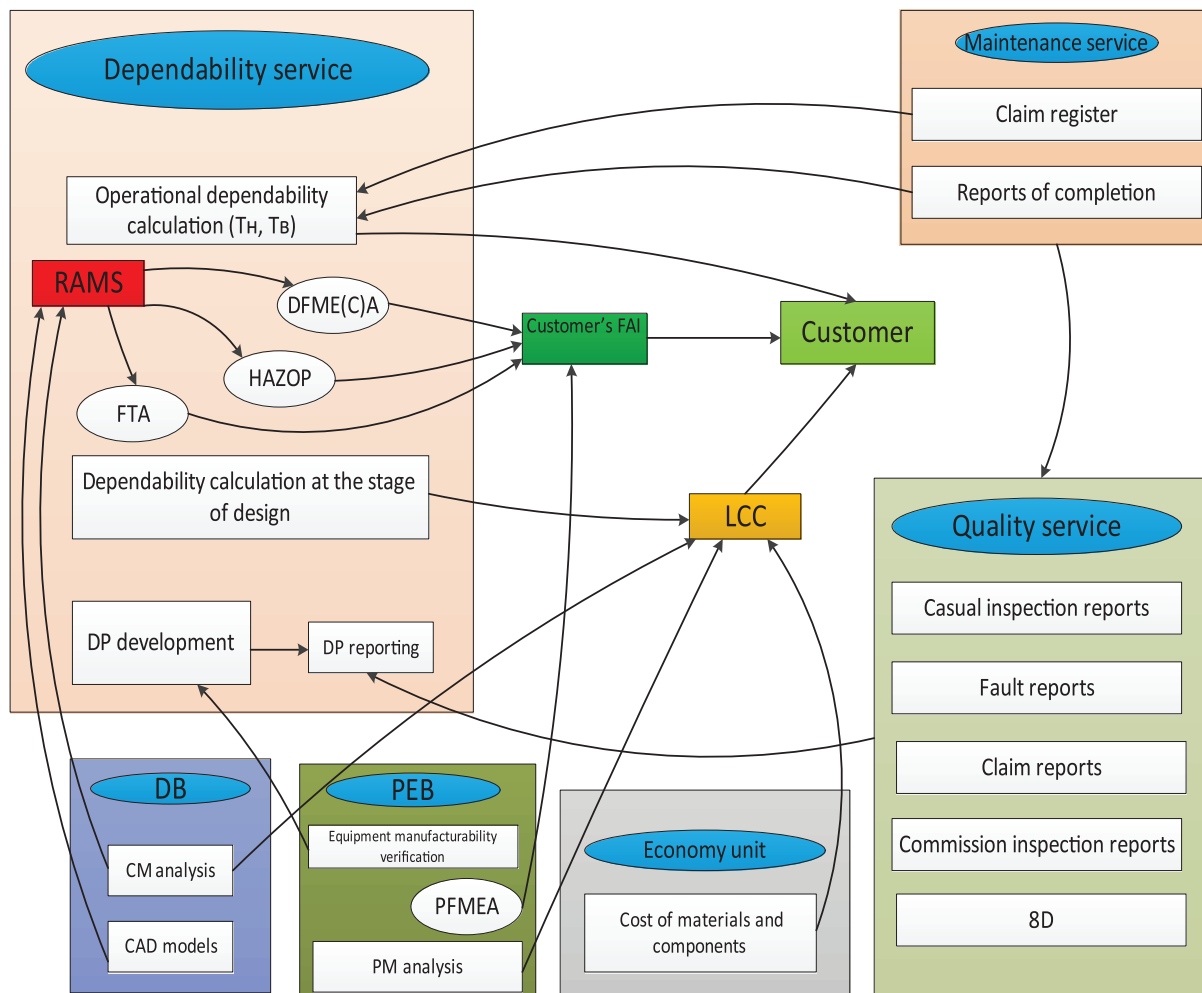 Dependability service
Operational dependability
calculation (TH, TB)
RAMS
DFME(C)A
HAZOP
FTA
Dependability calculation at the stage
of design
DP development
DP reporting
Customer's FAI
Customer
LCC
Maintenance service
Claim register
Reports of completion
Quality service
Casual inspection reports
Fault reports
Claim reports
Commission inspection reports
8D
DB
CM analysis
CAD models
PEB
Equipment manufacturability
verification
PFMEA
PM analysis
Economy unit
Cost of materials and
components